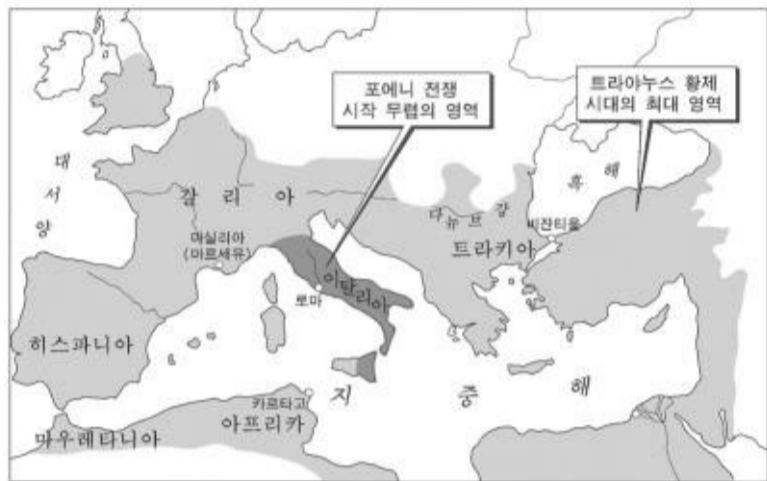 포에니 전쟁
시작 무렵의 영역
트라야누스 황제
시대의 최대 영역
대서양
흑해
갈리아
다뉴브강
비잔티움
마실리아
(마르세유)
트라키아
이탈리아
로마
히스파니아
카르타고
지중해
아프리카
마우레타니아